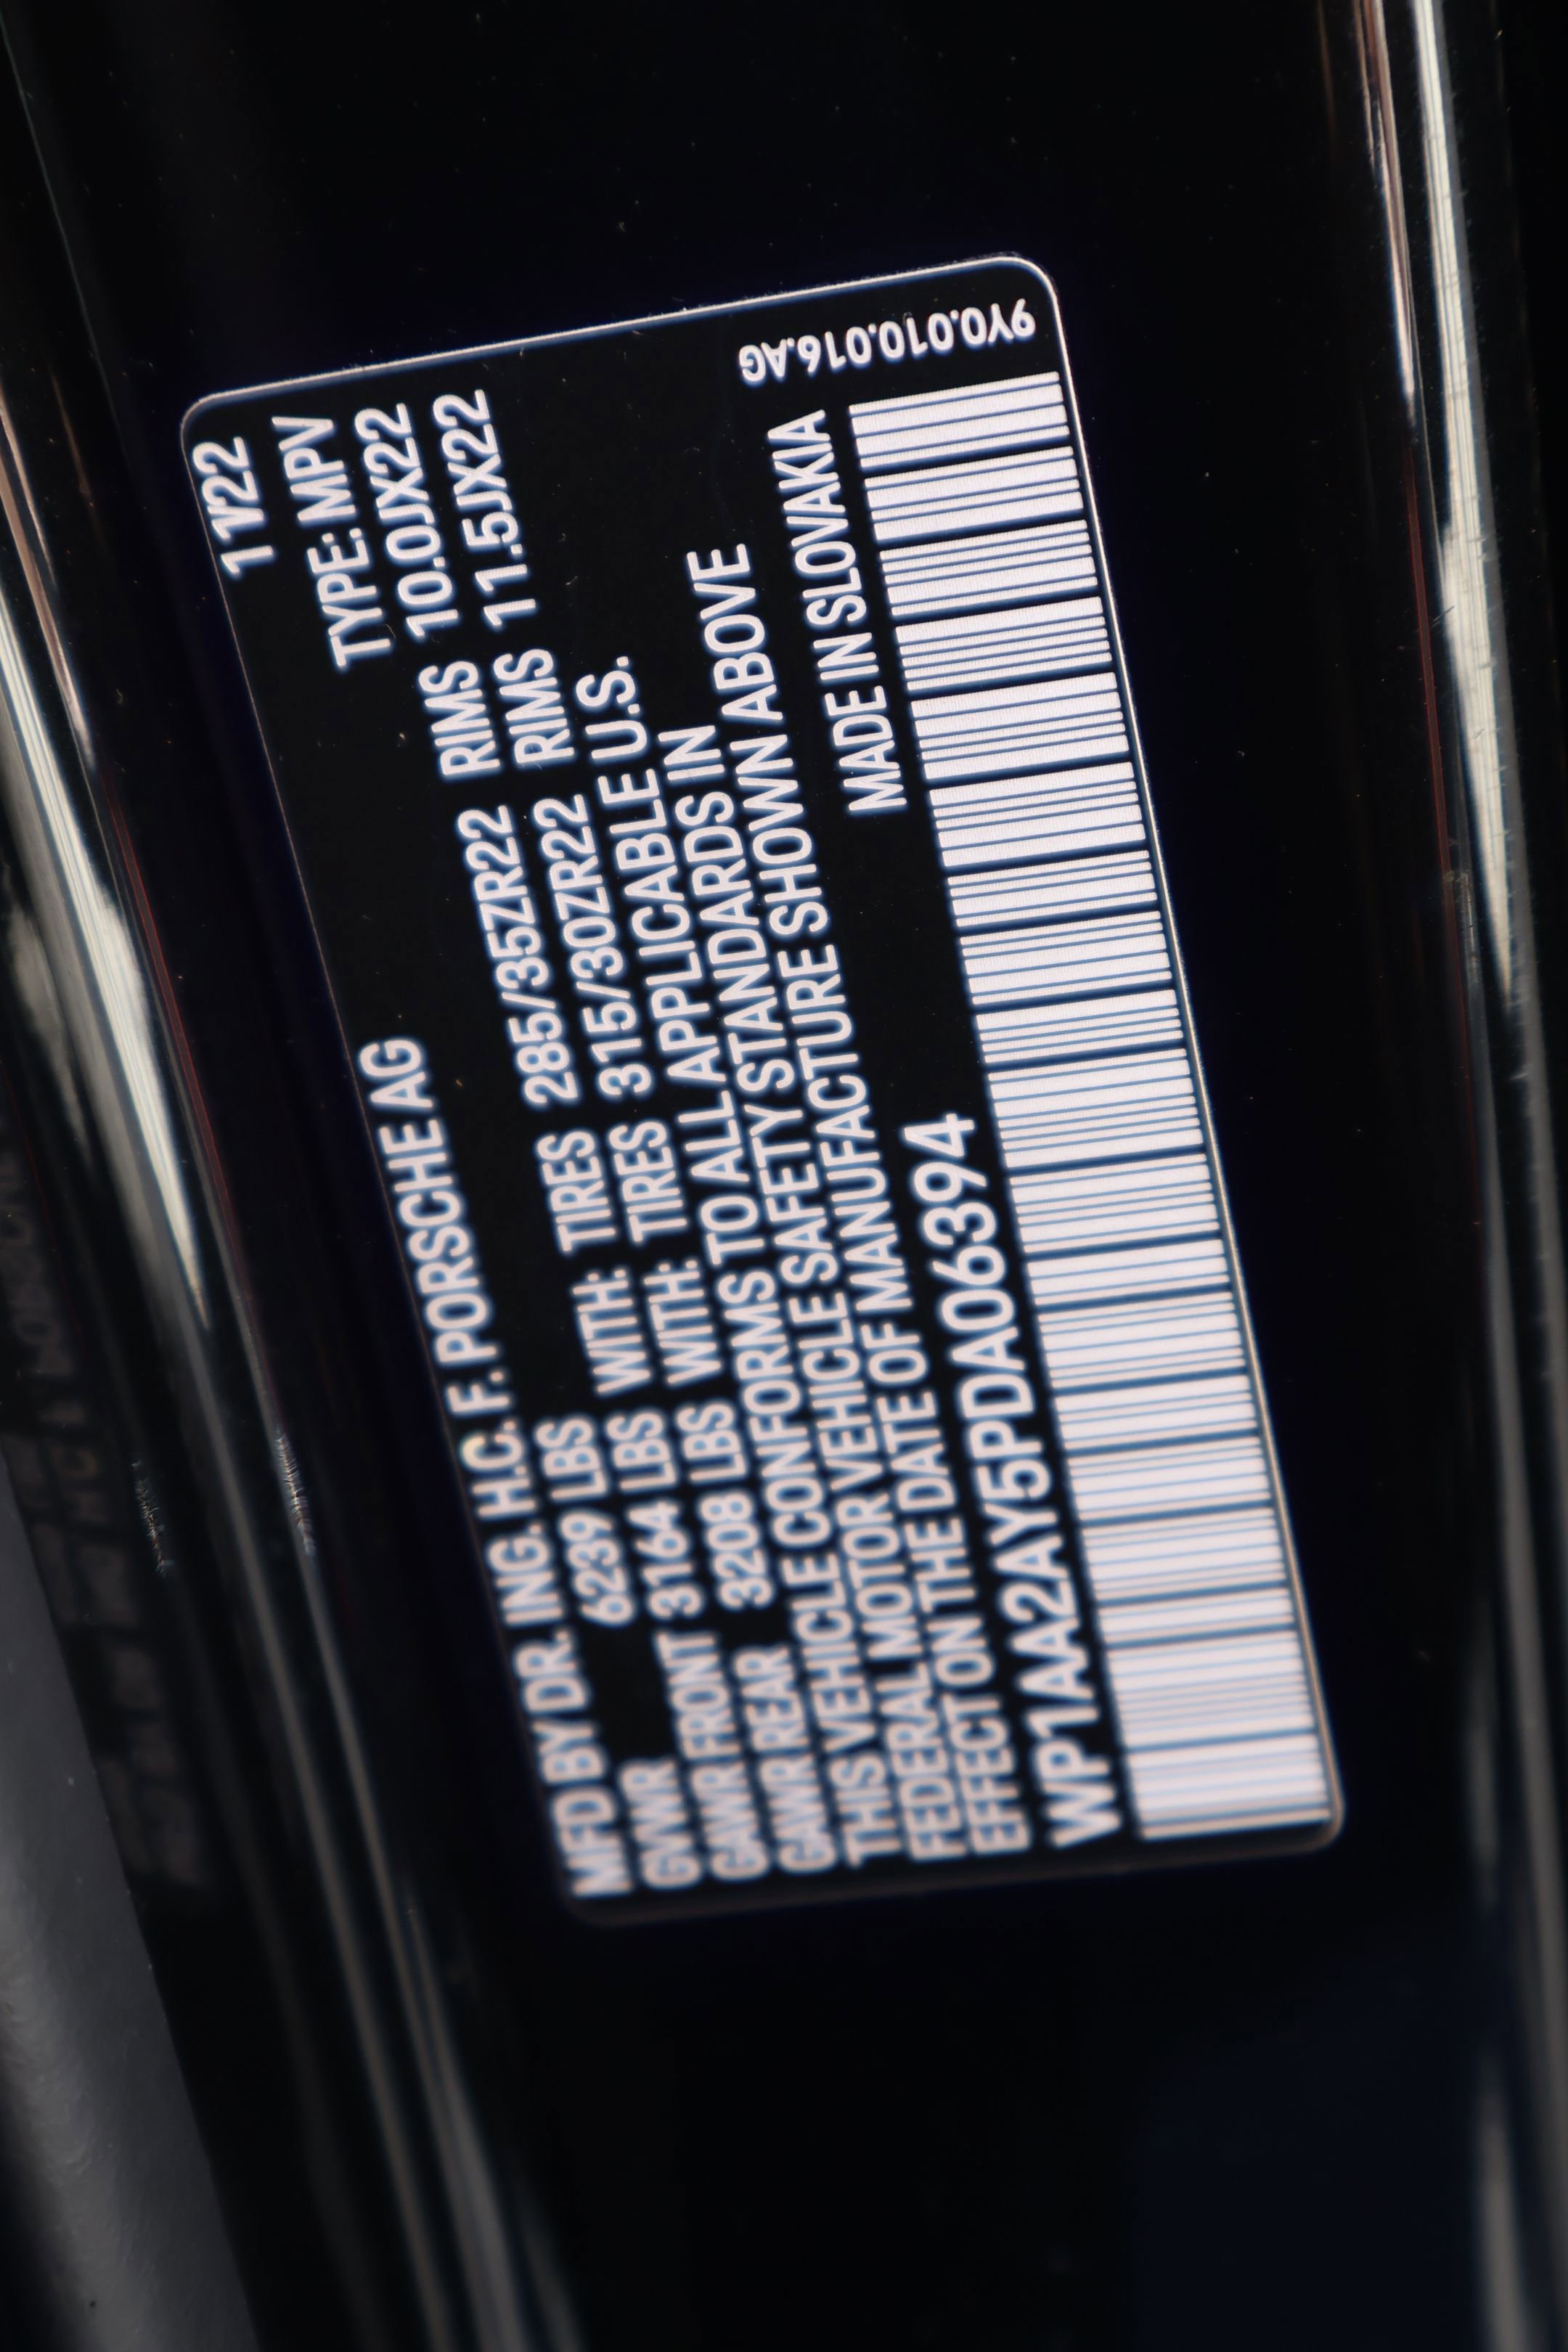 11/22
MFD BY DR. ING. H.C. F. PORSCHE AG TYPE: MPV
GVWR 6239 LBS
GAWR FRONT 3164 LBS WITH: TIRES 285/35ZR22 RIMS 10.0JX22
GAWR REAR 3208 LBS WITH: TIRES 315/30ZR22 RIMS 11.5JX22
THIS VEHICLE CONFORMS TO ALL APPLICABLE U.S.
FEDERAL MOTOR VEHICLE SAFETY STANDARDS IN
EFFECT ON THE DATE OF MANUFACTURE SHOWN ABOVE
WP1AA2AY5PDA06394 MADE IN SLOVAKIA
9Y0.010.016.AG